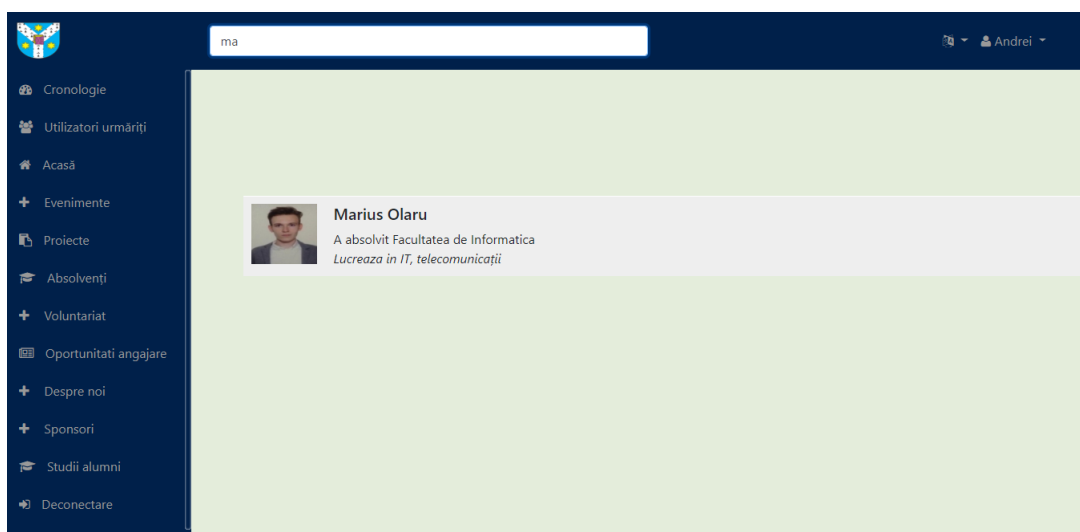 ma
Andrei
Cronologie
Utilizatori urmăriți
Acasă
Evenimente
Proiecte
Absolvenți
Voluntariat
Oportunitati angajare
Despre noi
Sponsori
Studii alumni
Deconectare
Marius Olaru
A absolvit Facultatea de Informatica
Lucreaza in IT, telecomunicații